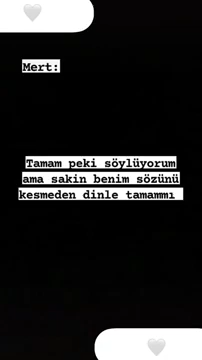 Mert:
Tamam peki söylüyorum
ama sakin benim sözünü
kesmeden dinle tamammı